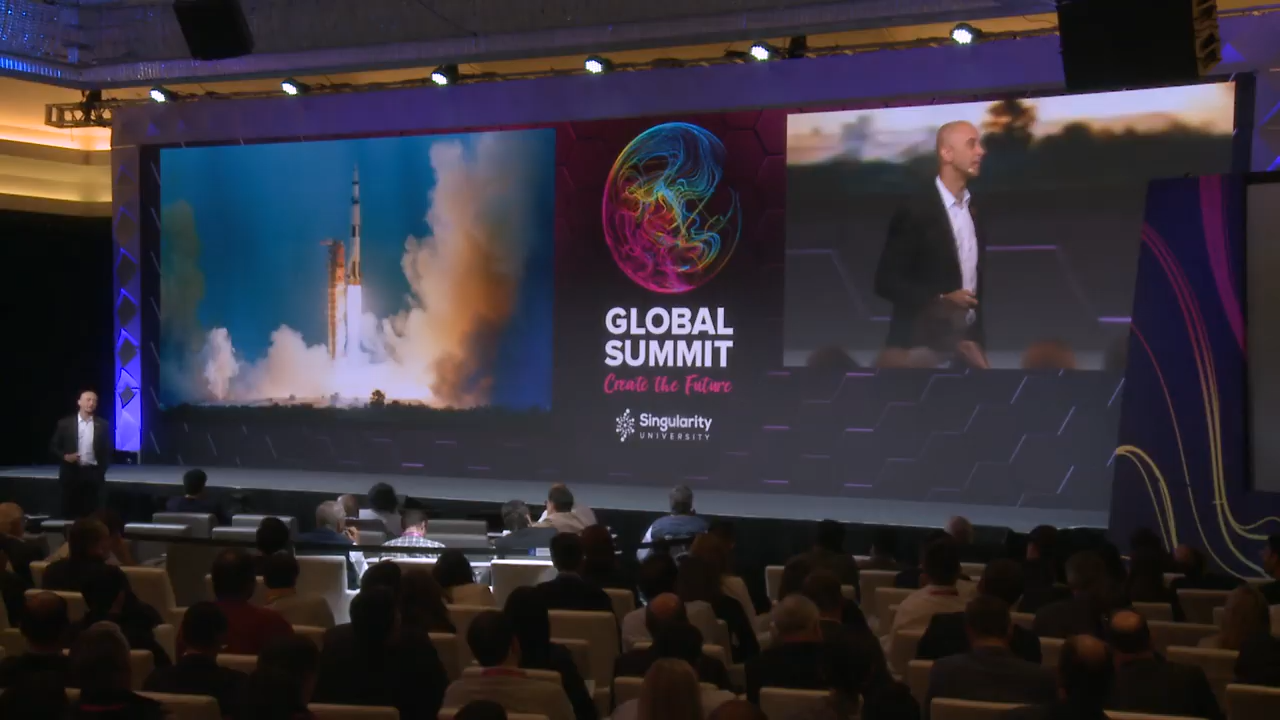 GLOBAL
SUMMIT
Create the Future
Singularity
UNIVERSITY